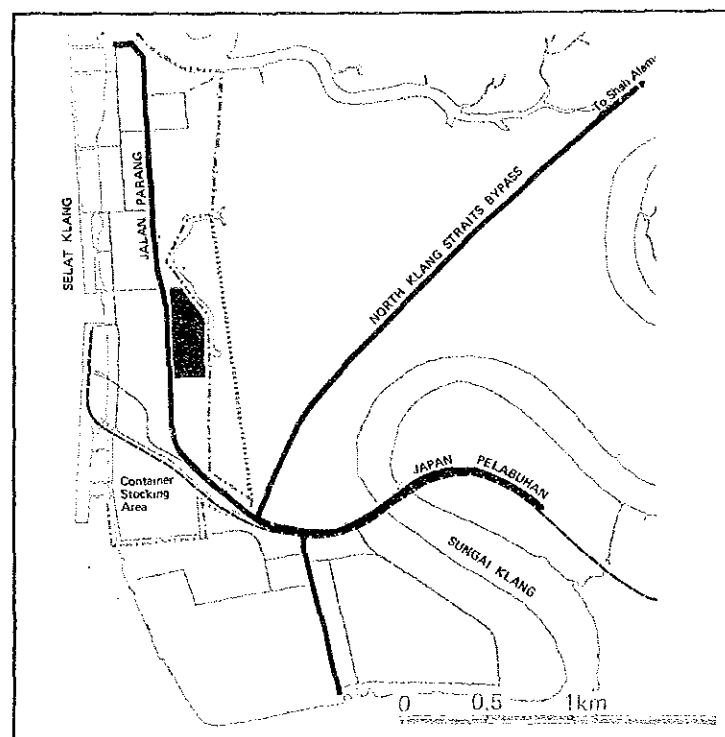 To Shah Alam
SELAT KLANG
JALAN PARANG
NORTH KLANG STRAITS BYPASS
JAPAN PELABUHAN
Container
Stocking
Area
SUNGAI KLANG
0 0.5 1km